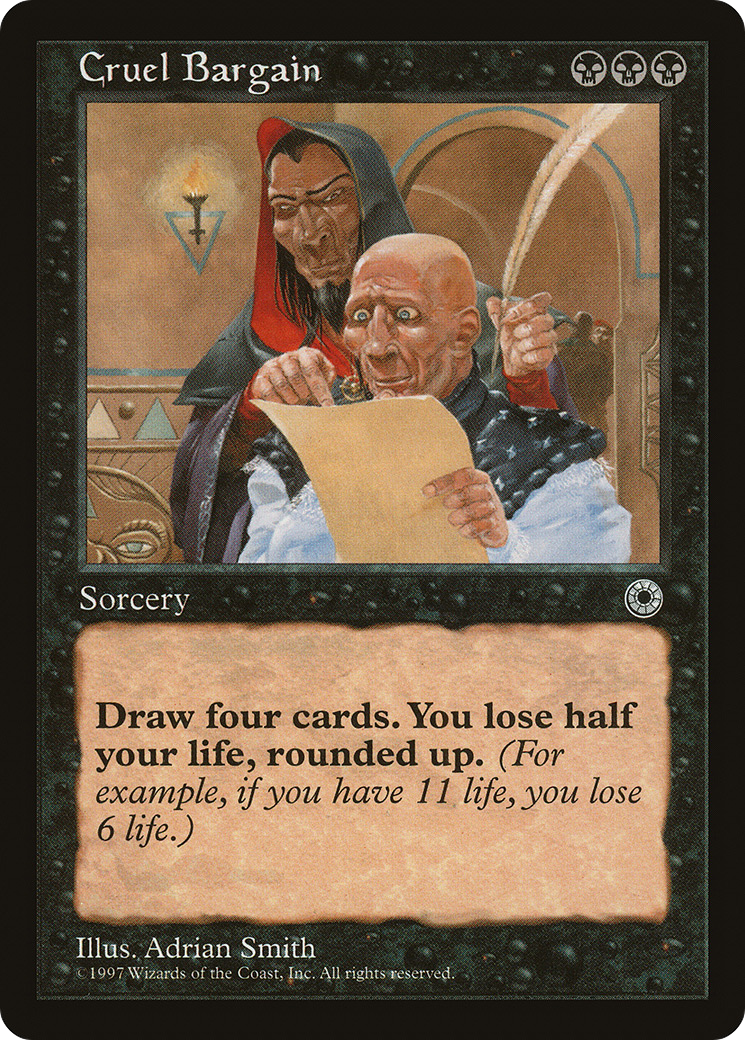 Cruel Bargain
Sorcery
Draw four cards. You lose half
your life, rounded up. (For
example, if you have 11 life, you lose
6 life.)
Illus. Adrian Smith
©1997 Wizards of the Coast, Inc. All rights reserved.